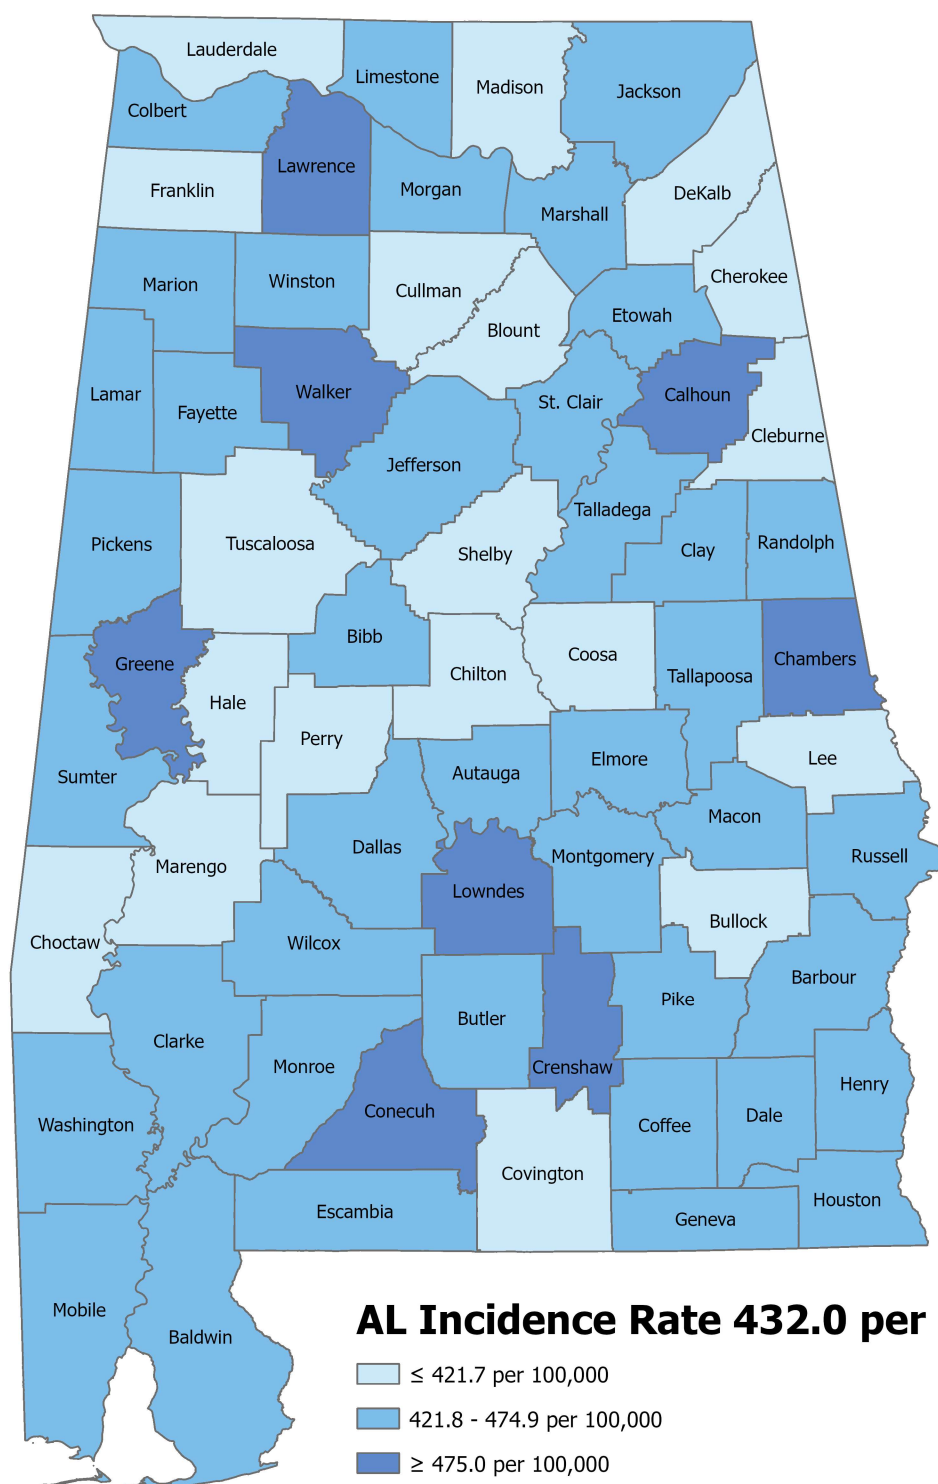 Lauderdale
Limestone
Madison
Jackson
Colbert
Lawrence
Franklin
Morgan
DeKalb
Marshall
Cherokee
Marion
Winston
Cullman
Etowah
Blount
Lamar
Walker
Calhoun
St. Clair
Fayette
Cleburne
Jefferson
Talladega
Pickens
Tuscaloosa
Shelby
Clay
Randolph
Bibb
Coosa
Greene
Chambers
Chilton
Tallapoosa
Hale
Perry
Elmore
Lee
Sumter
Autauga
Macon
Dallas
Montgomery
Russell
Marengo
Lowndes
Bullock
Choctaw
Wilcox
Barbour
Pike
Butler
Clarke
Monroe
Crenshaw
Henry
Conecuh
Dale
Washington
Coffee
Covington
Houston
Escambia
Geneva
Mobile
Baldwin
AL Incidence Rate 432.0 per
≤ 421.7 per 100,000
421.8 - 474.9 per 100,000
≥ 475.0 per 100,000